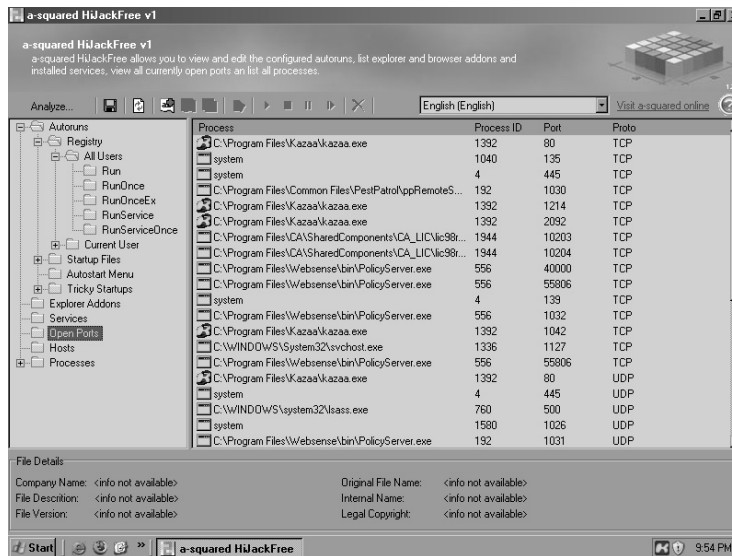 a-squared HiJackFree v1
a-squared HiJackFree v1
a-squared HiJackFree allows you to view and edit the configured autoruns, list explorer and browser addons and
installed services, view all currently open ports an list all processes.
Analyze...
English (English)
Visit a-squared online
Autoruns
Registry
All Users
Run
RunOnce
RunOnceEx
RunService
RunServiceOnce
Current User
Startup Files
Autostart Menu
Tricky Startups
Explorer Addons
Services
Open Ports
Hosts
Processes
Process Process ID Port Proto
C:\Program Files\Kazaa\kazaa.exe 1392 80 TCP
system 1040 135 TCP
system 4 445 TCP
C:\Program Files\Common Files\PestPatrol\ppRemoteS... 192 1030 TCP
C:\Program Files\Kazaa\kazaa.exe 1392 1214 TCP
C:\Program Files\Kazaa\kazaa.exe 1392 2092 TCP
C:\Program Files\CA\SharedComponents\CA_LIC\lic98r... 1944 10203 TCP
C:\Program Files\CA\SharedComponents\CA_LIC\lic98r... 1944 10204 TCP
C:\Program Files\Websense\bin\PolicyServer.exe 556 40000 TCP
C:\Program Files\Websense\bin\PolicyServer.exe 556 55806 TCP
system 4 139 TCP
C:\Program Files\Websense\bin\PolicyServer.exe 556 1032 TCP
C:\Program Files\Kazaa\kazaa.exe 1392 1042 TCP
C:\WINDOWS\System32\svchost.exe 1336 1127 TCP
C:\Program Files\Websense\bin\PolicyServer.exe 556 55806 TCP
C:\Program Files\Kazaa\kazaa.exe 1392 80 UDP
system 4 445 UDP
C:\WINDOWS\system32\lsass.exe 760 500 UDP
system 1580 1026 UDP
C:\Program Files\Websense\bin\PolicyServer.exe 192 1031 UDP
File Details
Company Name: <info not available> Original File Name: <info not available>
File Descrition: <info not available> Internal Name: <info not available>
File Version: <info not available> Legal Copyright: <info not available>
Start
a-squared HiJackFree
9:54 PM